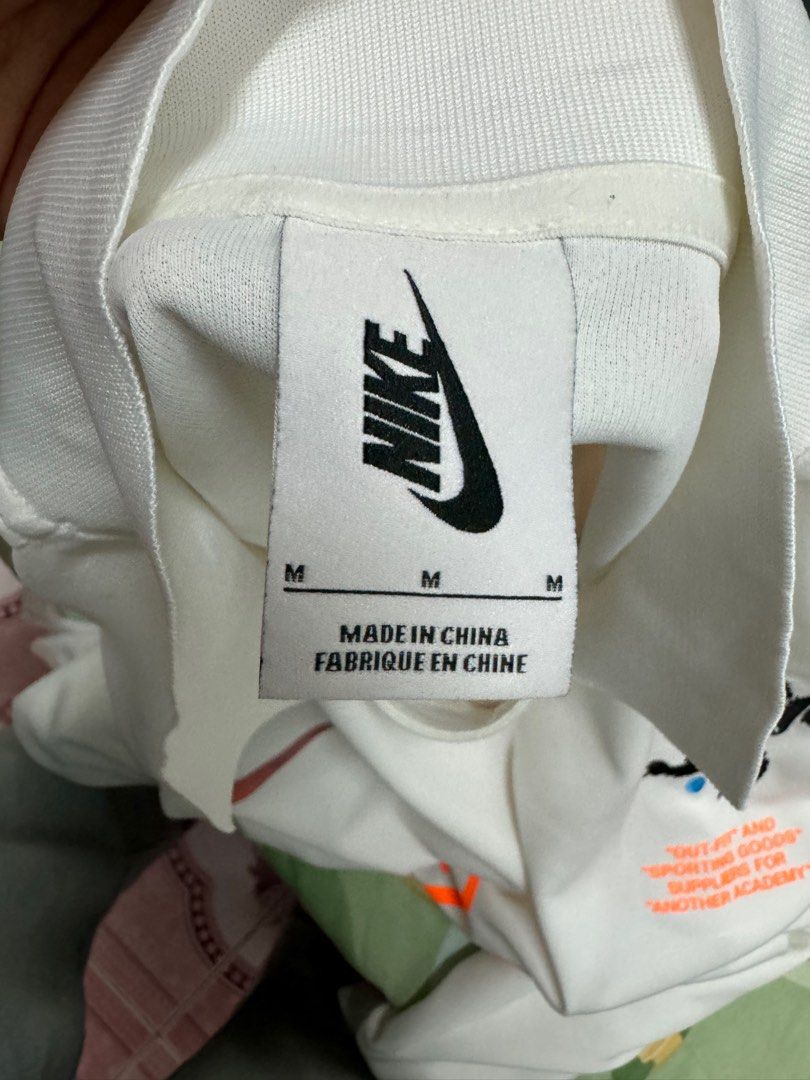 NIKE
M M M
MADE IN CHINA
FABRIQUE EN CHINE
"OUT-FIT" AND
"SPORTING GOODS"
SUPPLIERS FOR
"ANOTHER ACADEMY"